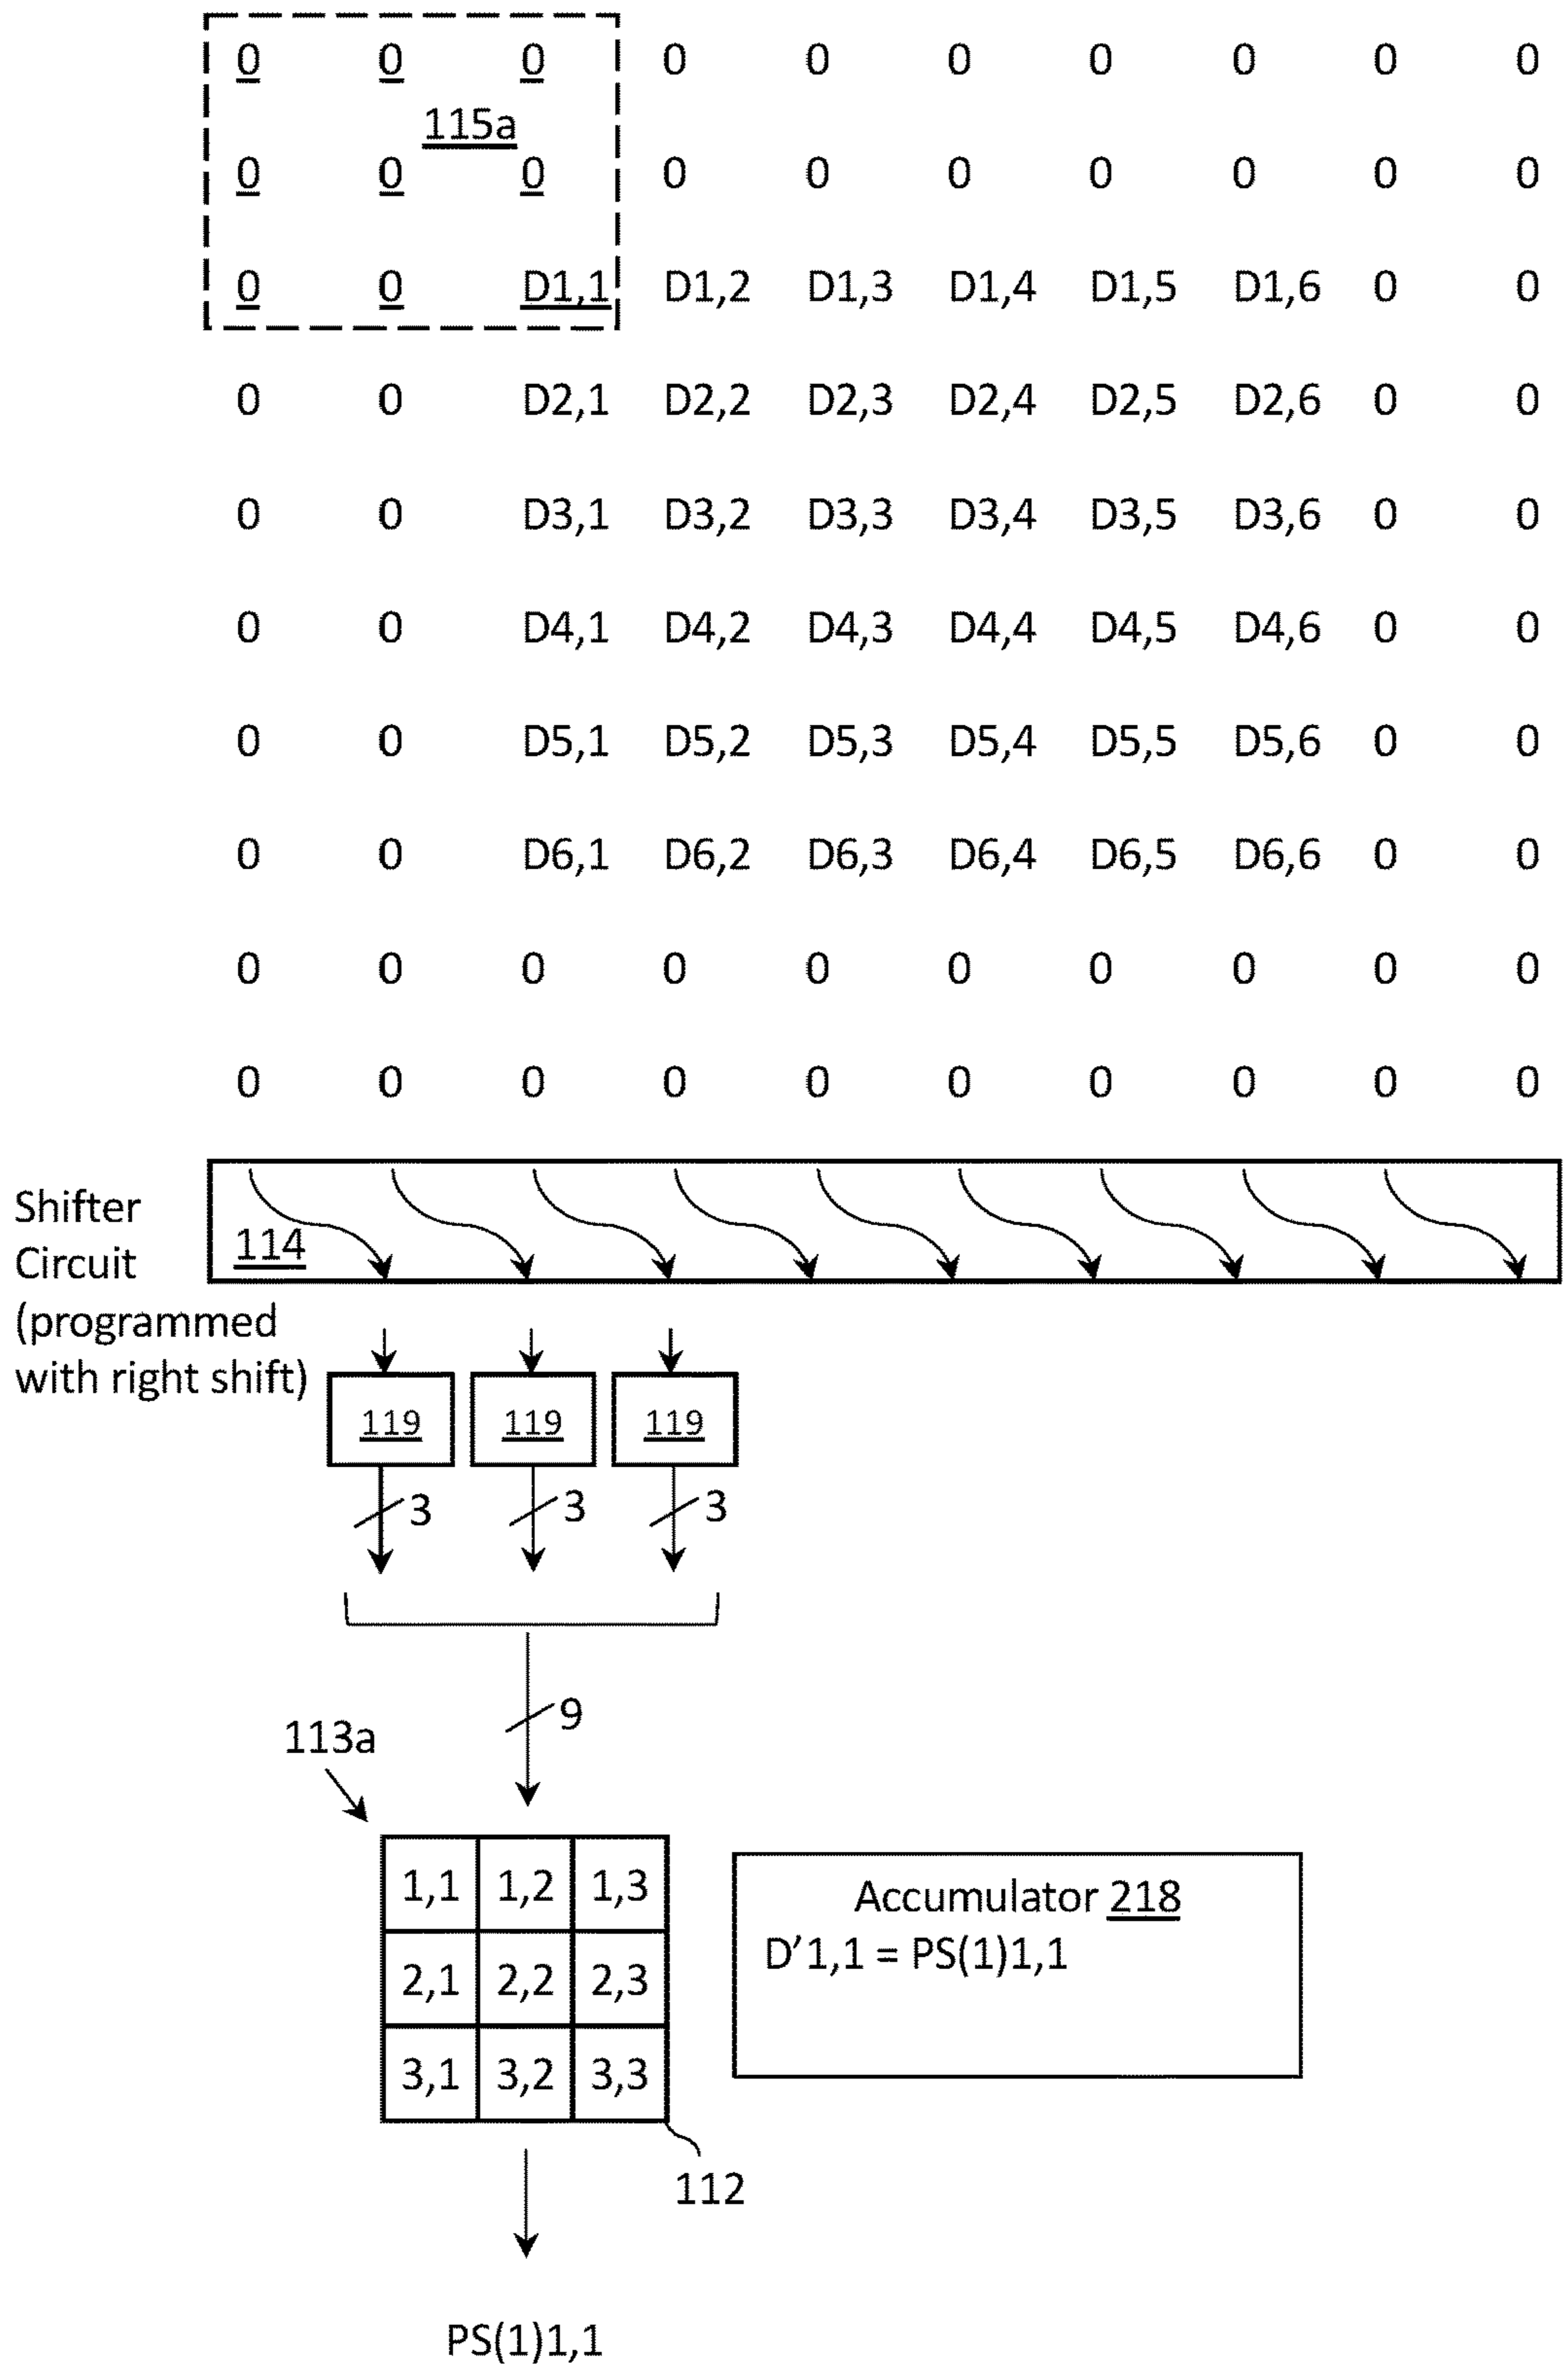 0 0 0 0 0 0 0 0 0 0
115a
0 0 0 0 0 0 0 0 0 0
0 0 D1,1 D1,2 D1,3 D1,4 D1,5 D1,6 0 0
0 0 D2,1 D2,2 D2,3 D2,4 D2,5 D2,6 0 0
0 0 D3,1 D3,2 D3,3 D3,4 D3,5 D3,6 0 0
0 0 D4,1 D4,2 D4,3 D4,4 D4,5 D4,6 0 0
0 0 D5,1 D5,2 D5,3 D5,4 D5,5 D5,6 0 0
0 0 D6,1 D6,2 D6,3 D6,4 D6,5 D6,6 0 0
0 0 0 0 0 0 0 0 0 0
0 0 0 0 0 0 0 0 0 0
Shifter
Circuit
(programmed
with right shift)
114
119 119 119
3 3 3
9
113a
1,1 1,2 1,3
2,1 2,2 2,3
3,1 3,2 3,3
Accumulator 218
D'1,1 = PS(1)1,1
112
PS(1)1,1